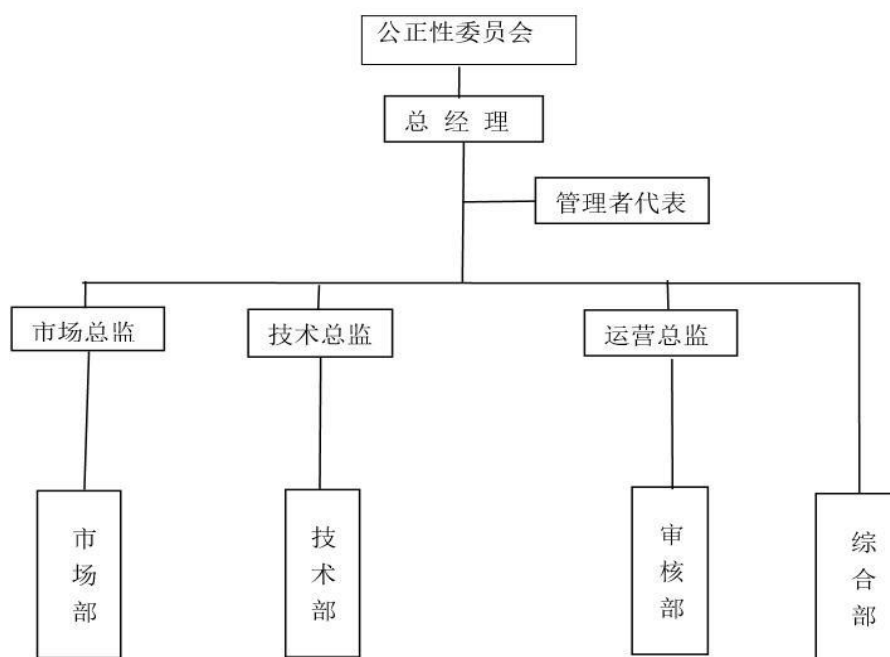 公正性委员会
总 经 理
管理者代表
市场总监
技术总监
运营总监
市场部
技术部
审核部
综合部